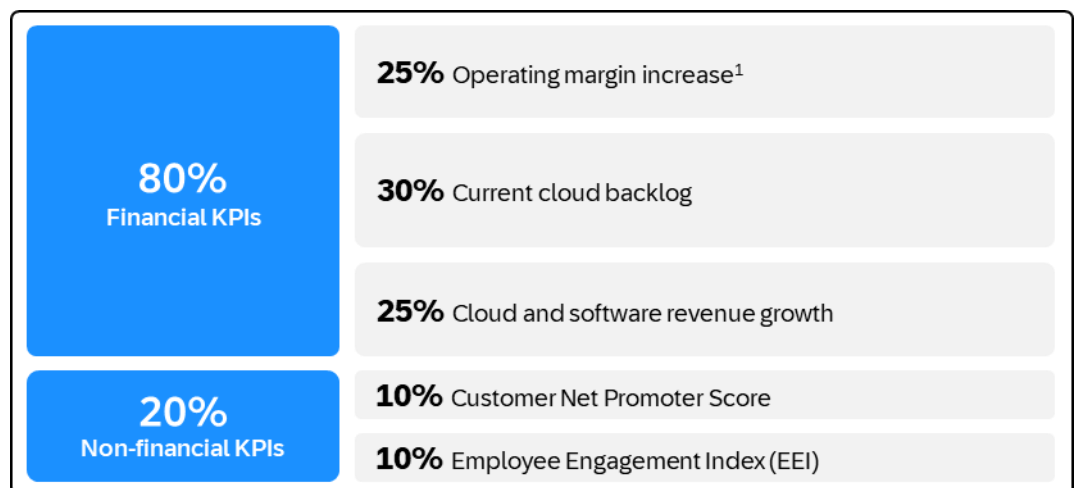 80%
Financial KPIs
25% Operating margin increase¹
30% Current cloud backlog
25% Cloud and software revenue growth
20%
Non-financial KPIs
10% Customer Net Promoter Score
10% Employee Engagement Index (EEI)